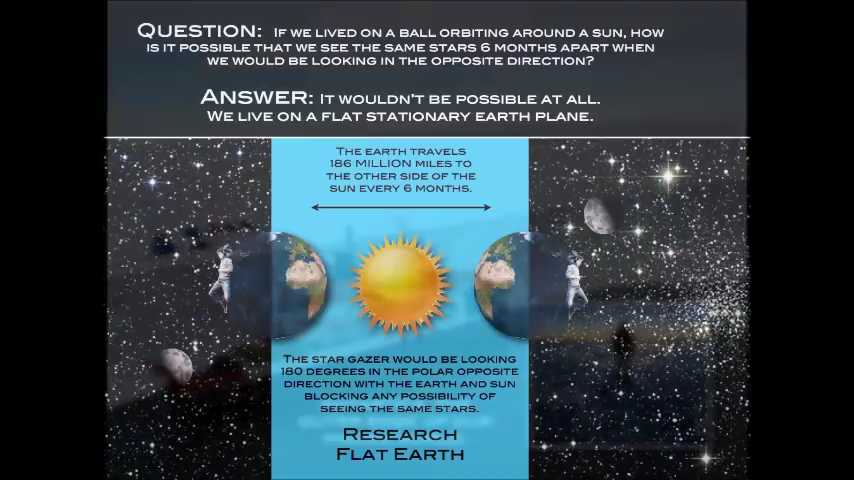 QUESTION: IF WE LIVED ON A BALL ORBITING AROUND A SUN, HOW
IS IT POSSIBLE THAT WE SEE THE SAME STARS 6 MONTHS APART WHEN
WE WOULD BE LOOKING IN THE OPPOSITE DIRECTION?
ANSWER: IT WOULDN'T BE POSSIBLE AT ALL.
WE LIVE ON A FLAT STATIONARY EARTH PLANE.
THE EARTH TRAVELS
186 MILLION MILES TO
THE OTHER SIDE OF THE
SUN EVERY 6 MONTHS.
THE STAR GAZER WOULD BE LOOKING
180 DEGREES IN THE POLAR OPPOSITE
DIRECTION WITH THE EARTH AND SUN
BLOCKING ANY POSSIBILITY OF
SEEING THE SAME STARS.
RESEARCH
FLAT EARTH